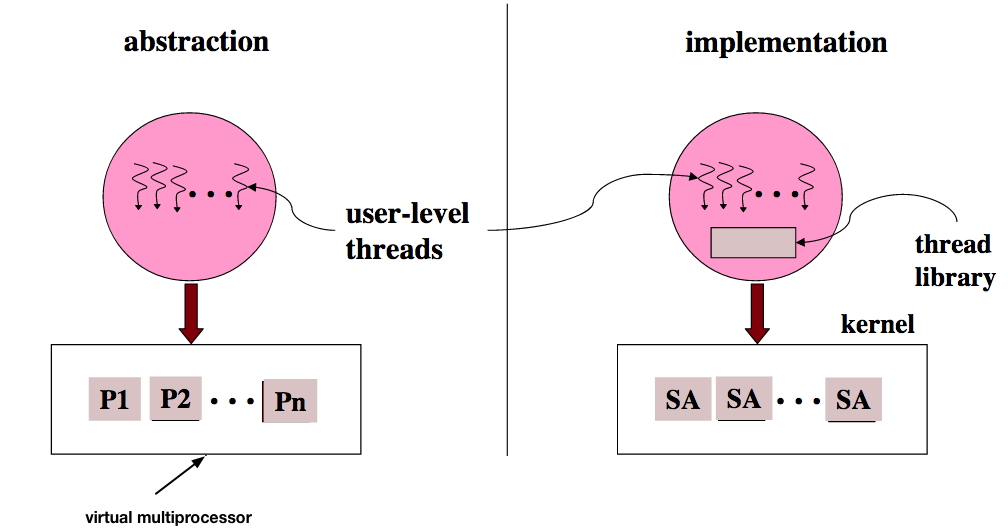 abstraction
implementation
user-level
threads
thread
library
kernel
P1 P2 • • • Pn
SA SA • • • SA
virtual multiprocessor